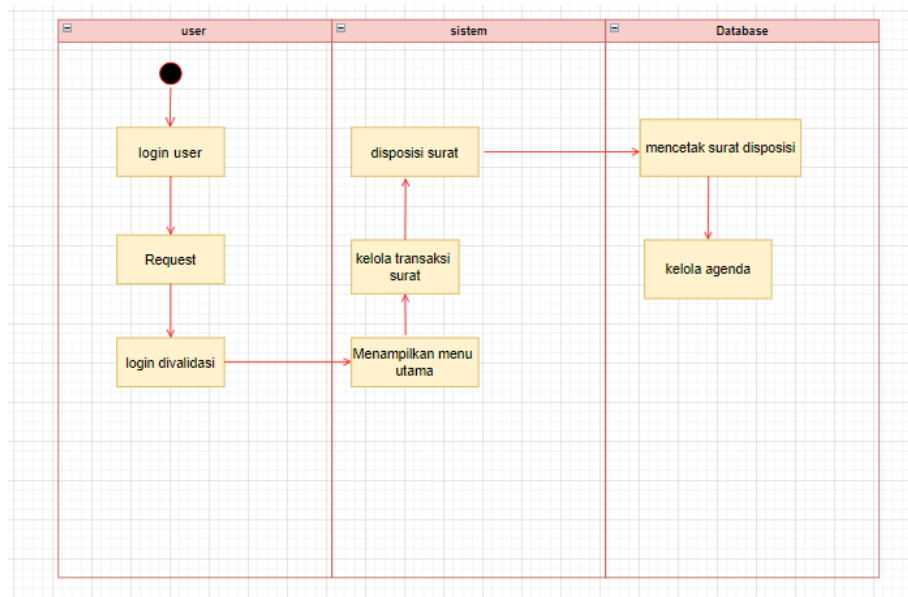 user
sistem
Database
login user
Request
login divalidasi
disposisi surat
kelola transaksi
surat
Menampilkan menu
utama
mencetak surat disposisi
kelola agenda